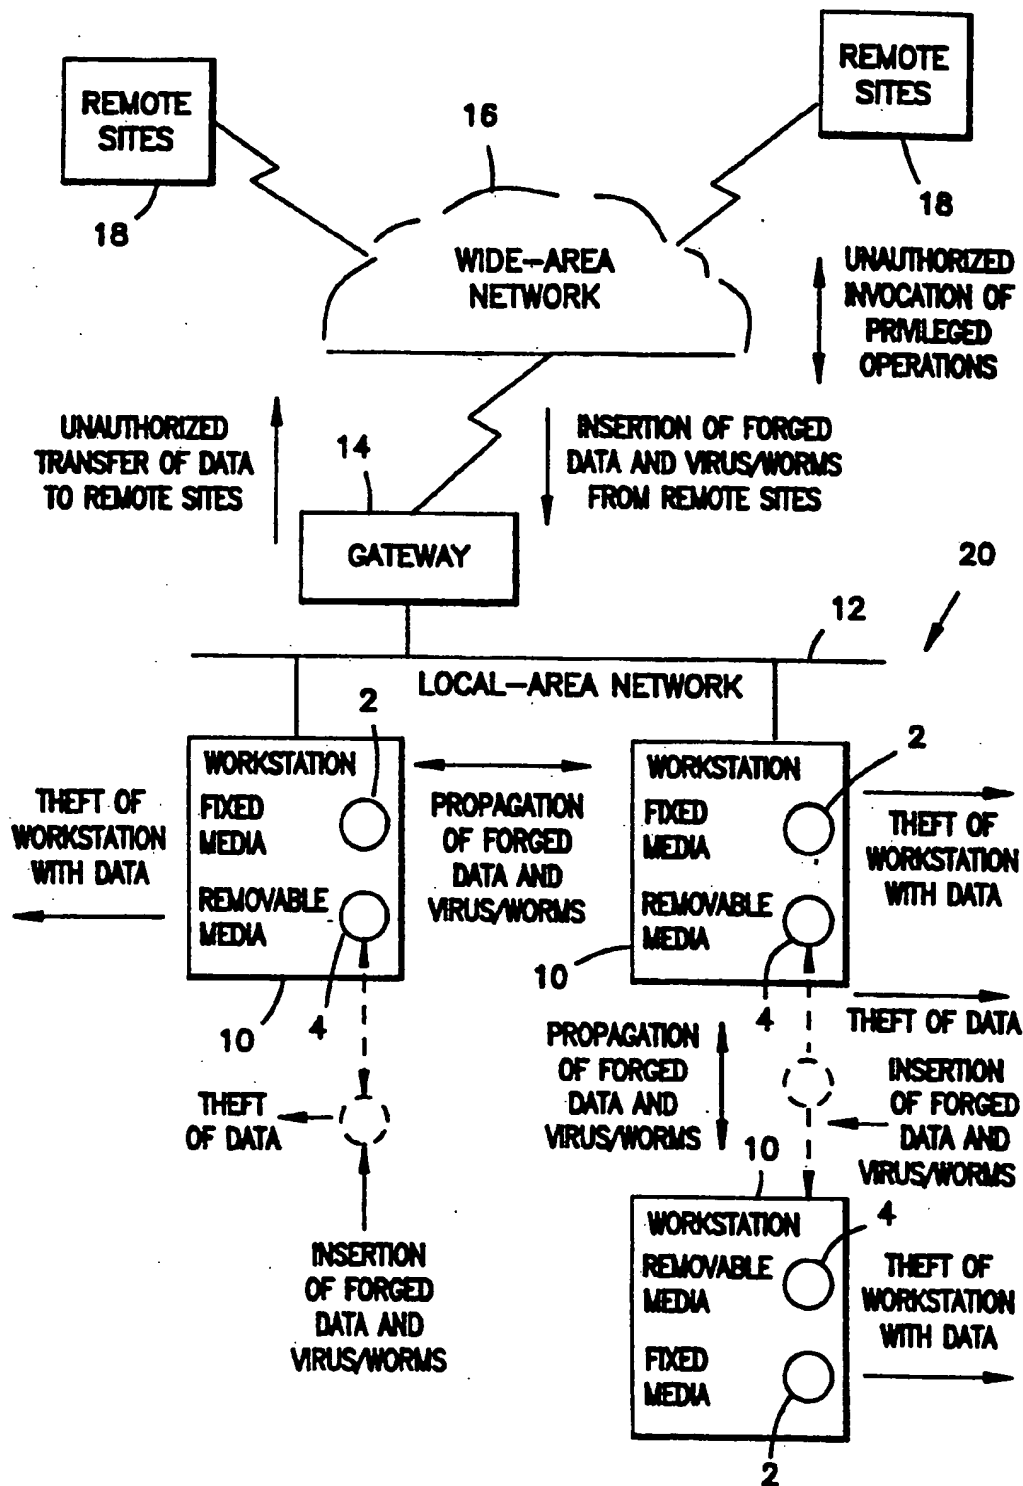 REMOTE
SITES
18
16
REMOTE
SITES
18
WIDE-AREA
NETWORK
UNAUTHORIZED
INVOCATION OF
PRIVILEGED
OPERATIONS
UNAUTHORIZED
TRANSFER OF DATA
TO REMOTE SITES
14
INSERTION OF FORGED
DATA AND VIRUS/WORMS
FROM REMOTE SITES
GATEWAY
20
12
LOCAL-AREA NETWORK
2
WORKSTATION
FIXED
MEDIA
REMOVABLE
MEDIA
10
4
THEFT OF
WORKSTATION
WITH DATA
PROPAGATION
OF FORGED
DATA AND
VIRUS/WORMS
2
WORKSTATION
FIXED
MEDIA
REMOVABLE
MEDIA
10
4
THEFT OF
WORKSTATION
WITH DATA
THEFT OF DATA
THEFT
OF DATA
INSERTION
OF FORGED
DATA AND
VIRUS/WORMS
PROPAGATION
OF FORGED
DATA AND
VIRUS/WORMS
INSERTION
OF FORGED
DATA AND
VIRUS/WORMS
10
WORKSTATION
4
REMOVABLE
MEDIA
FIXED
MEDIA
2
THEFT OF
WORKSTATION
WITH DATA